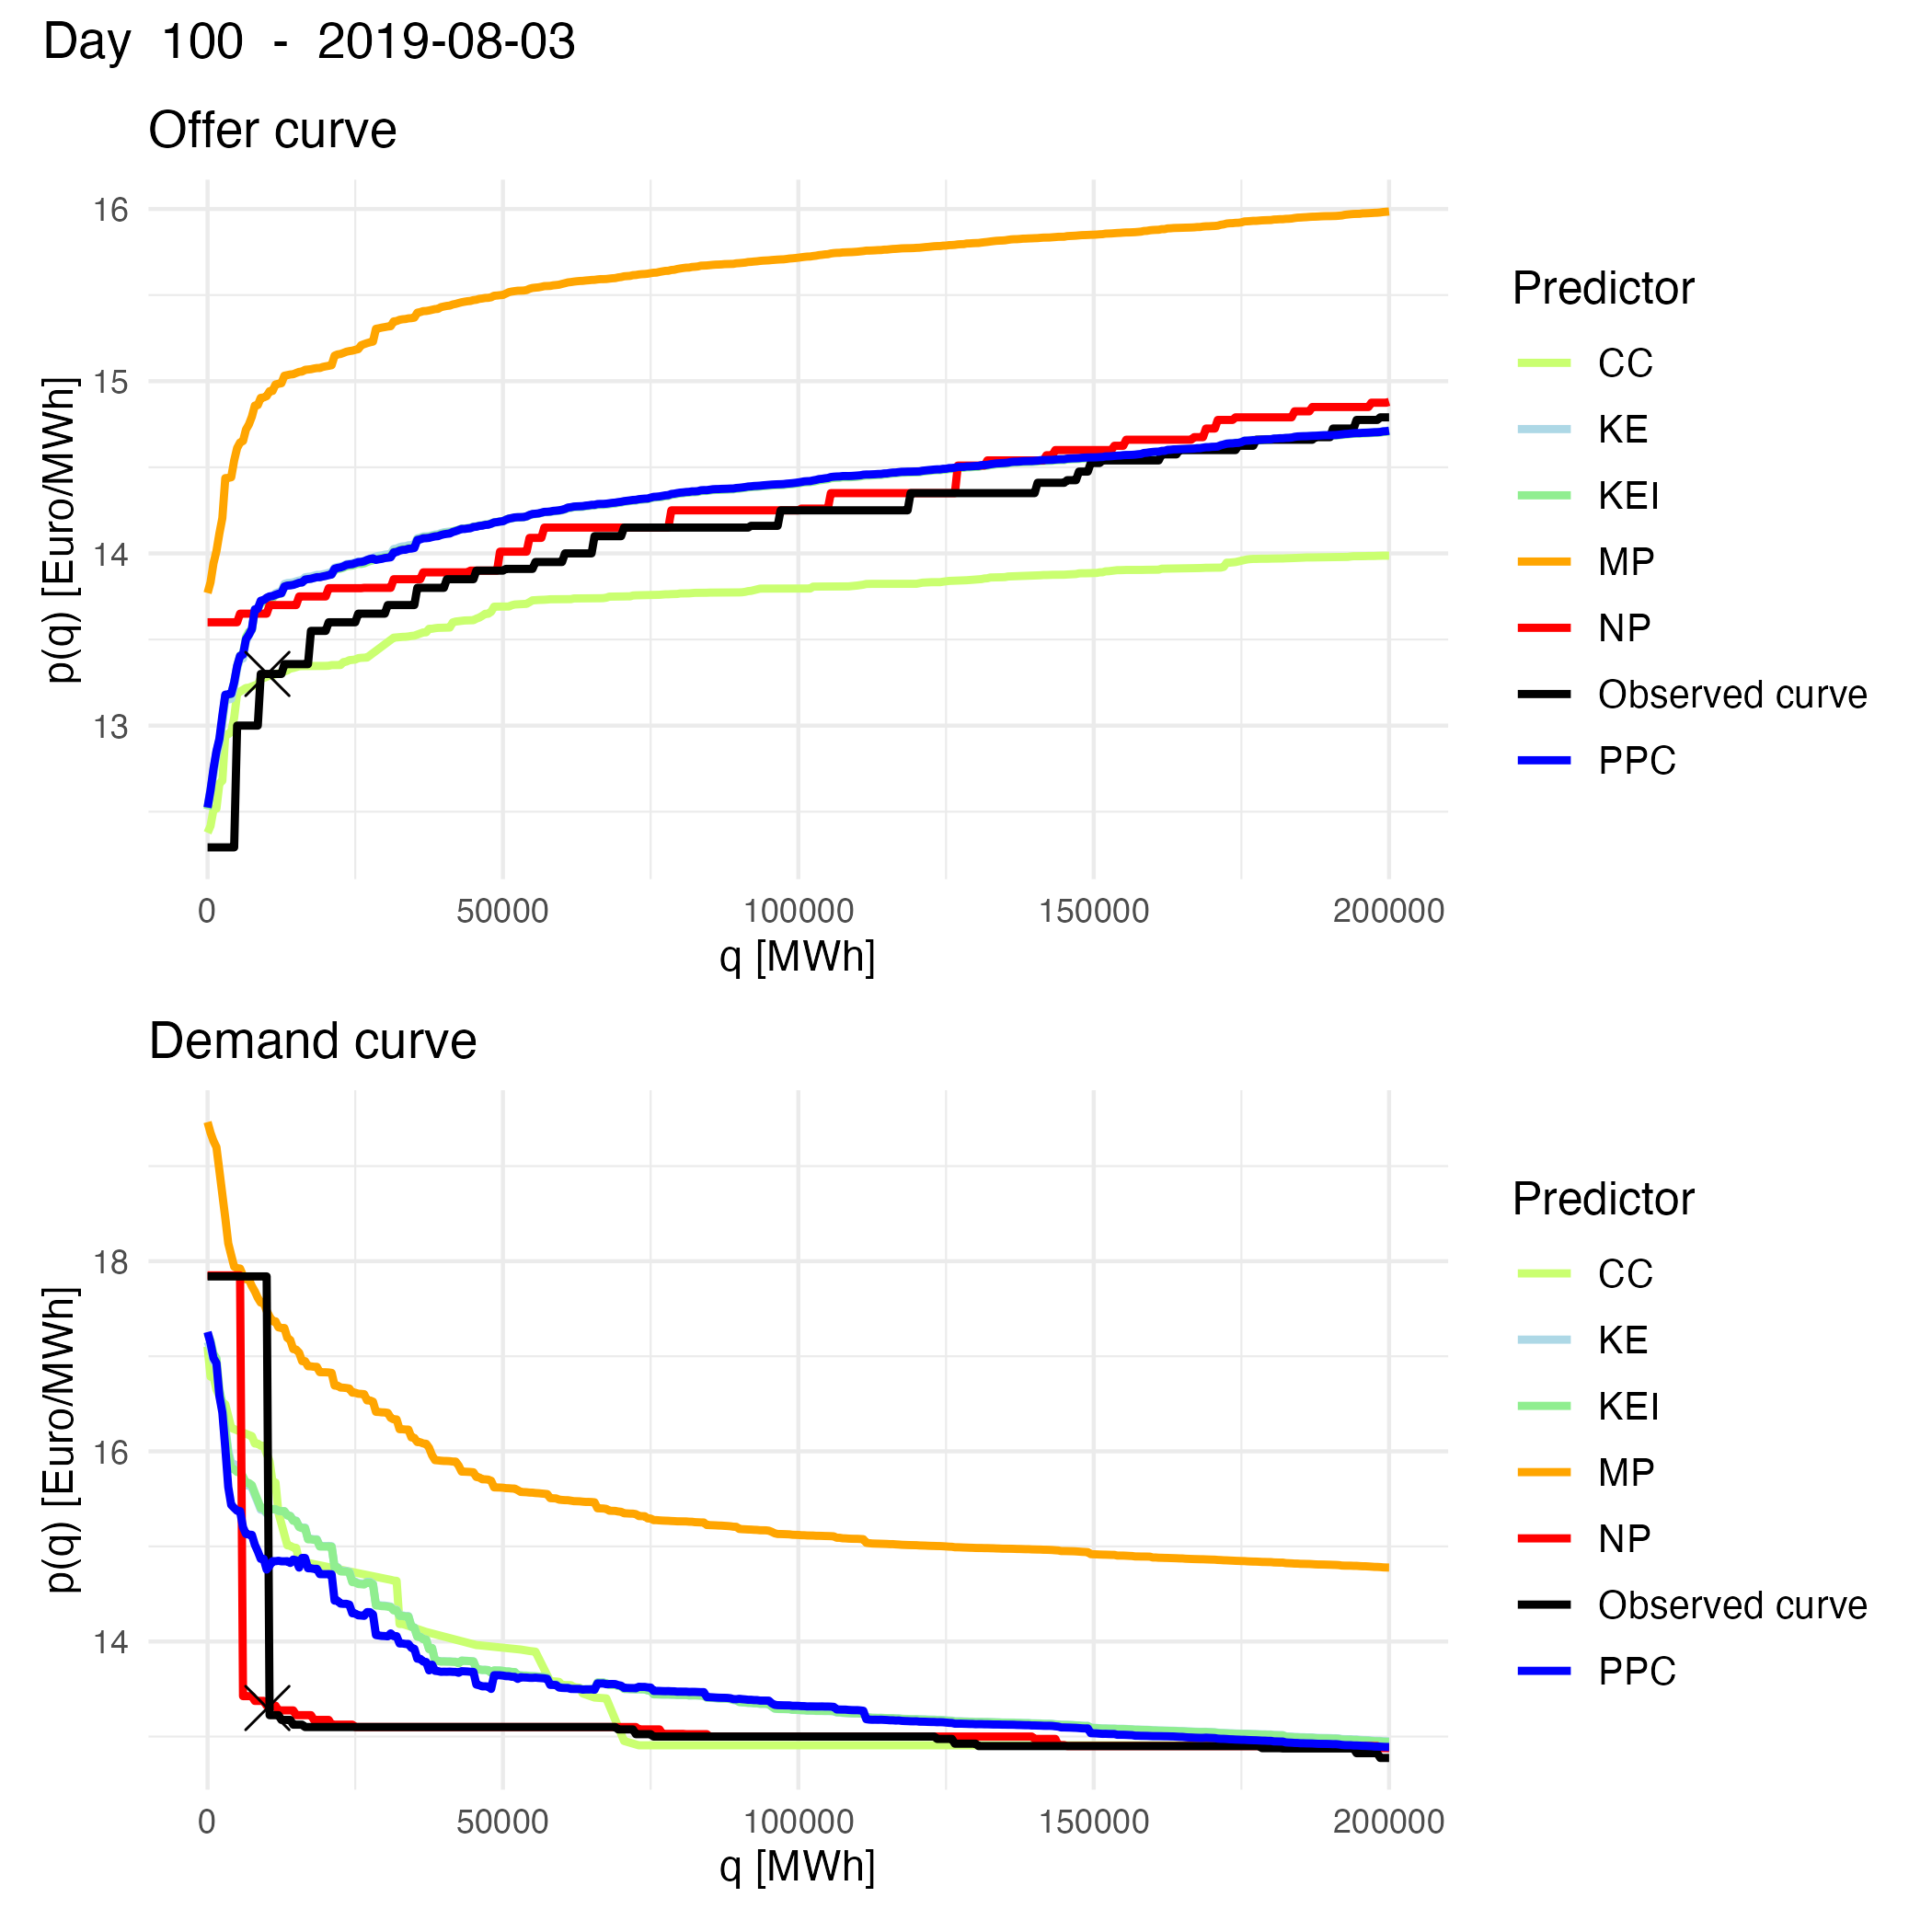 Day  100  -  2019-08-03
Offer curve
16
15
14
13
p(q) [Euro/MWh]
0 50000 100000 150000 200000
q [MWh]
Predictor
CC
KE
KEI
MP
NP
Observed curve
PPC
Demand curve
18
16
14
p(q) [Euro/MWh]
0 50000 100000 150000 200000
q [MWh]
Predictor
CC
KE
KEI
MP
NP
Observed curve
PPC